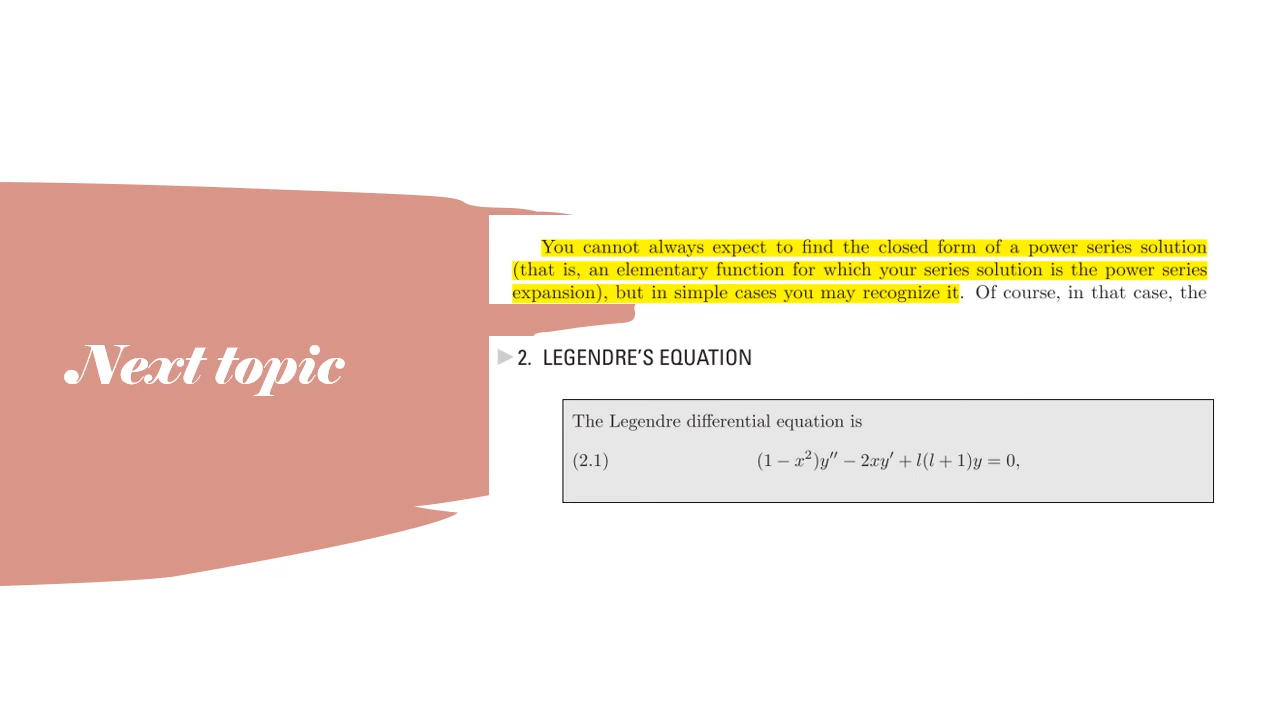 Next topic
You cannot always expect to find the closed form of a power series solution
(that is, an elementary function for which your series solution is the power series
expansion), but in simple cases you may recognize it. Of course, in that case, the
▶ 2. LEGENDRE'S EQUATION
The Legendre differential equation is
(2.1) (1 − x²)y′′ − 2xy′ + l(l + 1)y = 0,